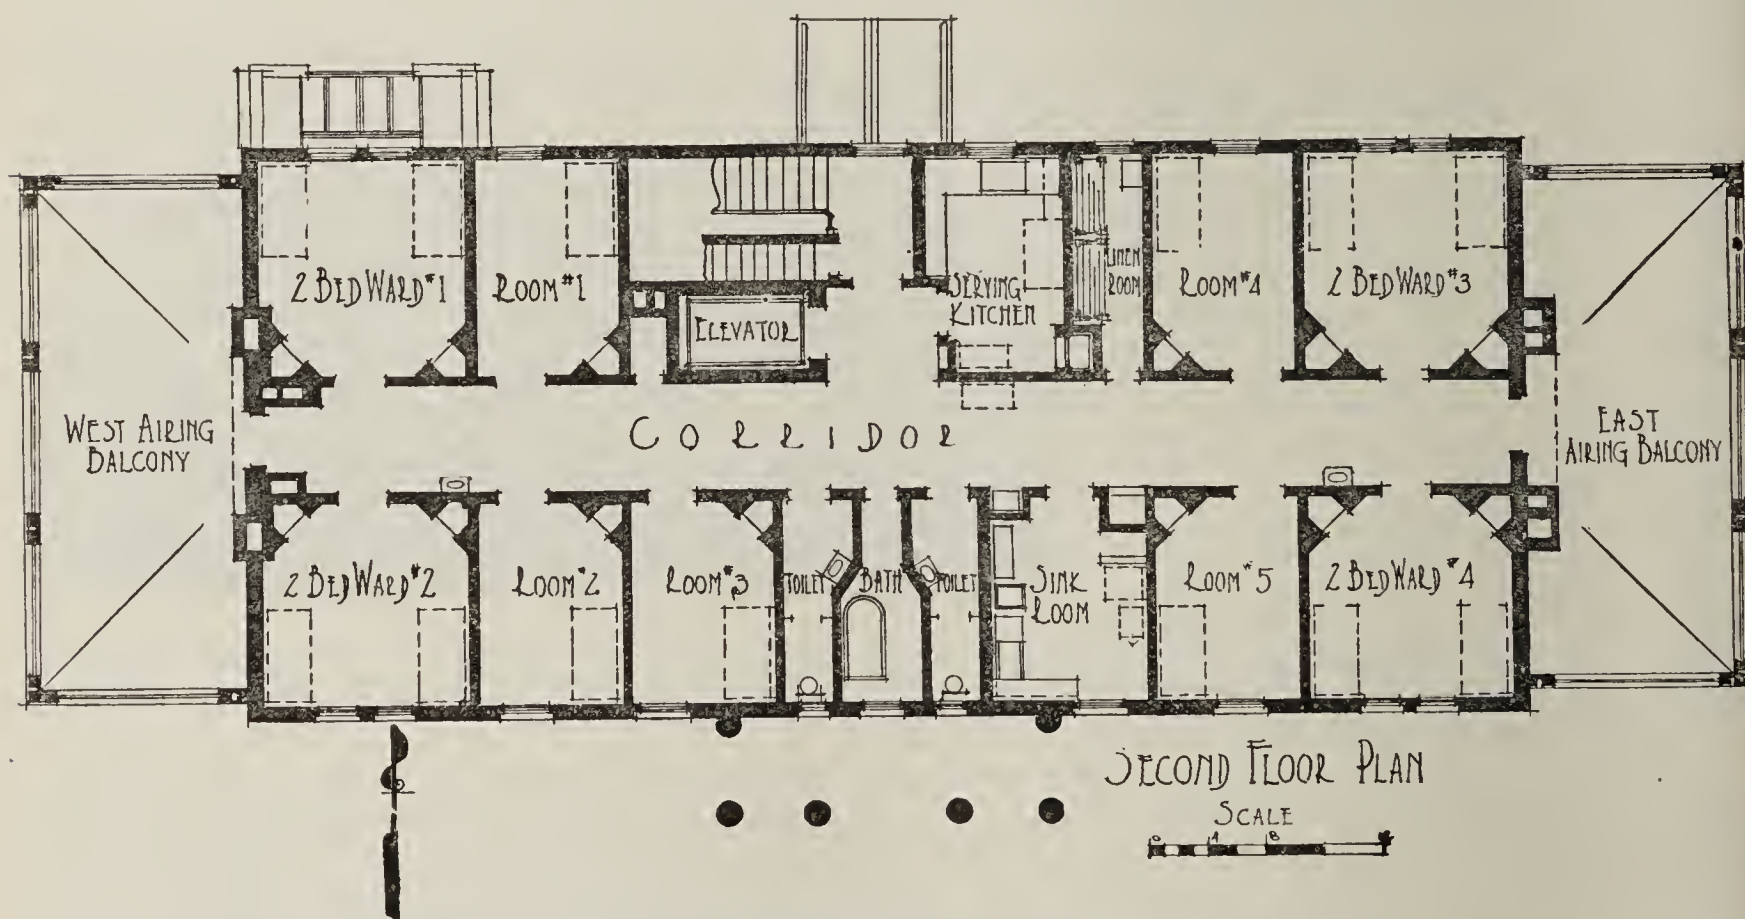 2 BED WARD #1
ROOM #1
ELEVATOR
SERVING
KITCHEN
LINEN
ROOM
ROOM #4
2 BED WARD #3
WEST AIRING
BALCONY
CORRIDOR
EAST
AIRING BALCONY
2 BED WARD #2
ROOM #2
ROOM #3
TOILET
BATH
TOILET
SINK
ROOM
ROOM #5
2 BED WARD #4
SECOND FLOOR PLAN
SCALE
0 4 8